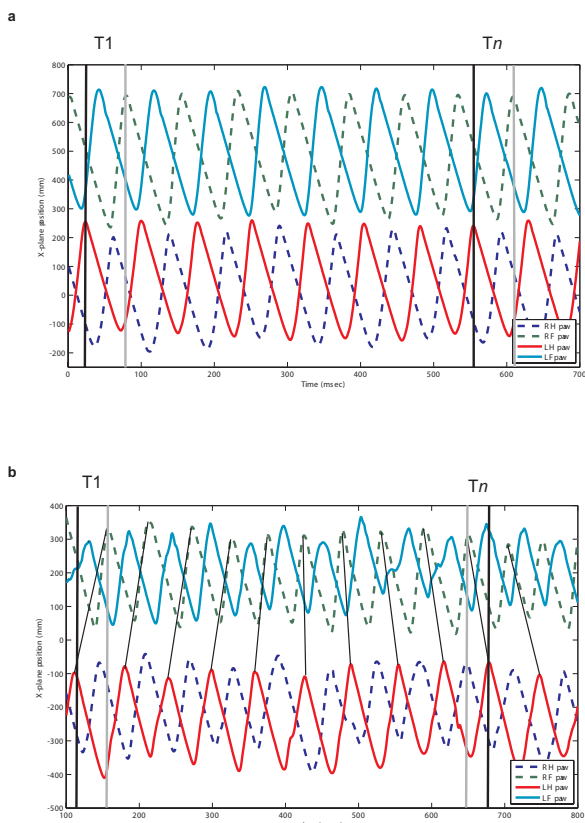 a
T1 Tn
800
700
600
500
400
300
200
100
0
-100
-200
X-plane position (mm)
0 100 200 300 400 500 600 700
Time (msec)
RH paw
RF paw
LH paw
LF paw
b
T1 Tn
400
300
200
100
0
-100
-200
-300
-400
-500
X-plane position (mm)
100 200 300 400 500 600 700 800
RH paw
RF paw
LH paw
LF paw